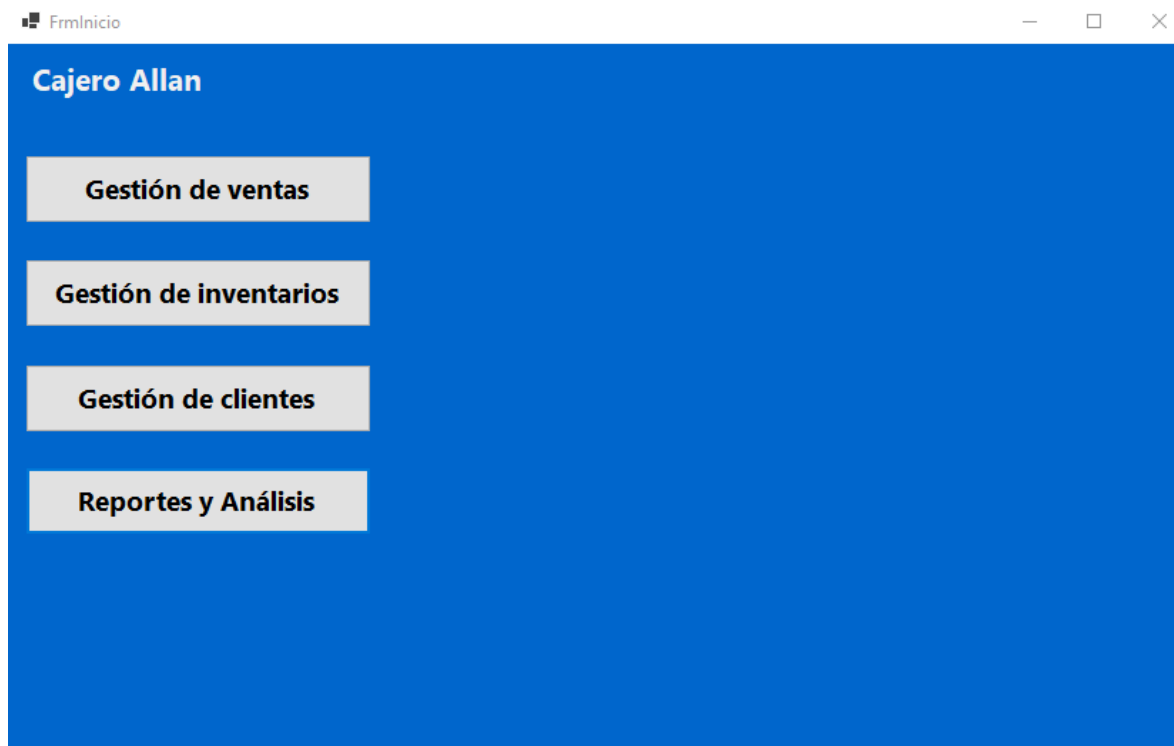 FrmInicio
Cajero Allan
Gestión de ventas
Gestión de inventarios
Gestión de clientes
Reportes y Análisis